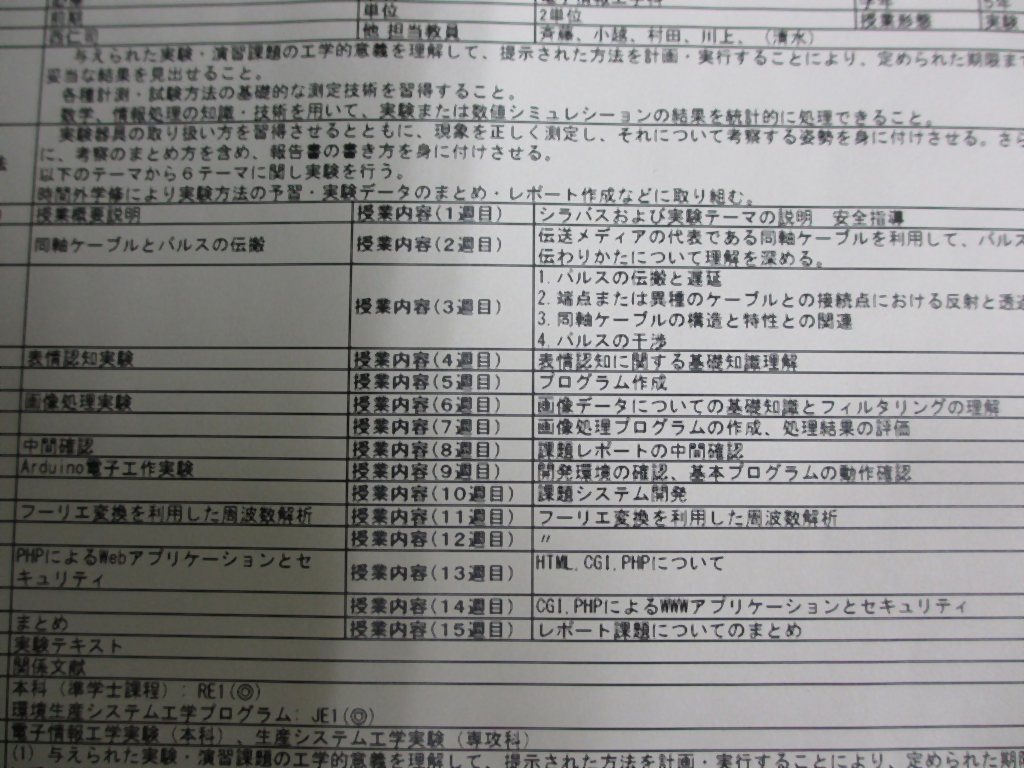 前期 単位 2単位 授業形態 実験
西仁司 他 担当教員 斉藤、小越、村田、川上、（清水）
与えられた実験・演習課題の工学的意義を理解して、提示された方法を計画・実行することにより、定められた期限ま
妥当な結果を見出せること。
各種計測・試験方法の基礎的な測定技術を習得すること。
数学、情報処理の知識・技術を用いて、実験または数値シミュレシーションの結果を統計的に処理できること。
実験器具の取り扱い方を習得させるとともに、現象を正しく測定し、それについて考察する姿勢を身に付けさせる。さら
に、考察のまとめ方を含め、報告書の書き方を身に付けさせる。
以下のテーマから６テーマに関し実験を行う。
時間外学修により実験方法の予習・実験データのまとめ・レポート作成などに取り組む。
授業概要説明 授業内容(1週目) シラバスおよび実験テーマの説明 安全指導
同軸ケーブルとパルスの伝搬 授業内容(2週目) 伝送メディアの代表である同軸ケーブルを利用して、パルス
伝わりかたについて理解を深める。
授業内容(3週目) 1. パルスの伝搬と遅延
2. 端点または異種のケーブルとの接続点における反射と透過
3. 同軸ケーブルの構造と特性との関連
4. パルスの干渉
表情認知実験 授業内容(4週目) 表情認知に関する基礎知識理解
授業内容(5週目) プログラム作成
画像処理実験 授業内容(6週目) 画像データについての基礎知識とフィルタリングの理解
授業内容(7週目) 画像処理プログラムの作成、処理結果の評価
中間確認 授業内容(8週目) 課題レポートの中間確認
Arduino電子工作実験 授業内容(9週目) 開発環境の確認、基本プログラムの動作確認
授業内容(10週目) 課題システム開発
フーリエ変換を利用した周波数解析 授業内容(11週目) フーリエ変換を利用した周波数解析
授業内容(12週目) 〃
PHPによるWebアプリケーションとセ
キュリティ 授業内容(13週目) HTML,CGI,PHPについて
授業内容(14週目) CGI,PHPによるWWWアプリケーションとセキュリティ
まとめ 授業内容(15週目) レポート課題についてのまとめ
実験テキスト
関係文献
本科（準学士課程）: RE1(◎)
環境生産システム工学プログラム: JE1(◎)
電子情報工学実験（本科）、生産システム工学実験（専攻科）
(1) 与えられた実験・演習課題の工学的意義を理解して、提示された方法を計画・実行することにより、定められた期限